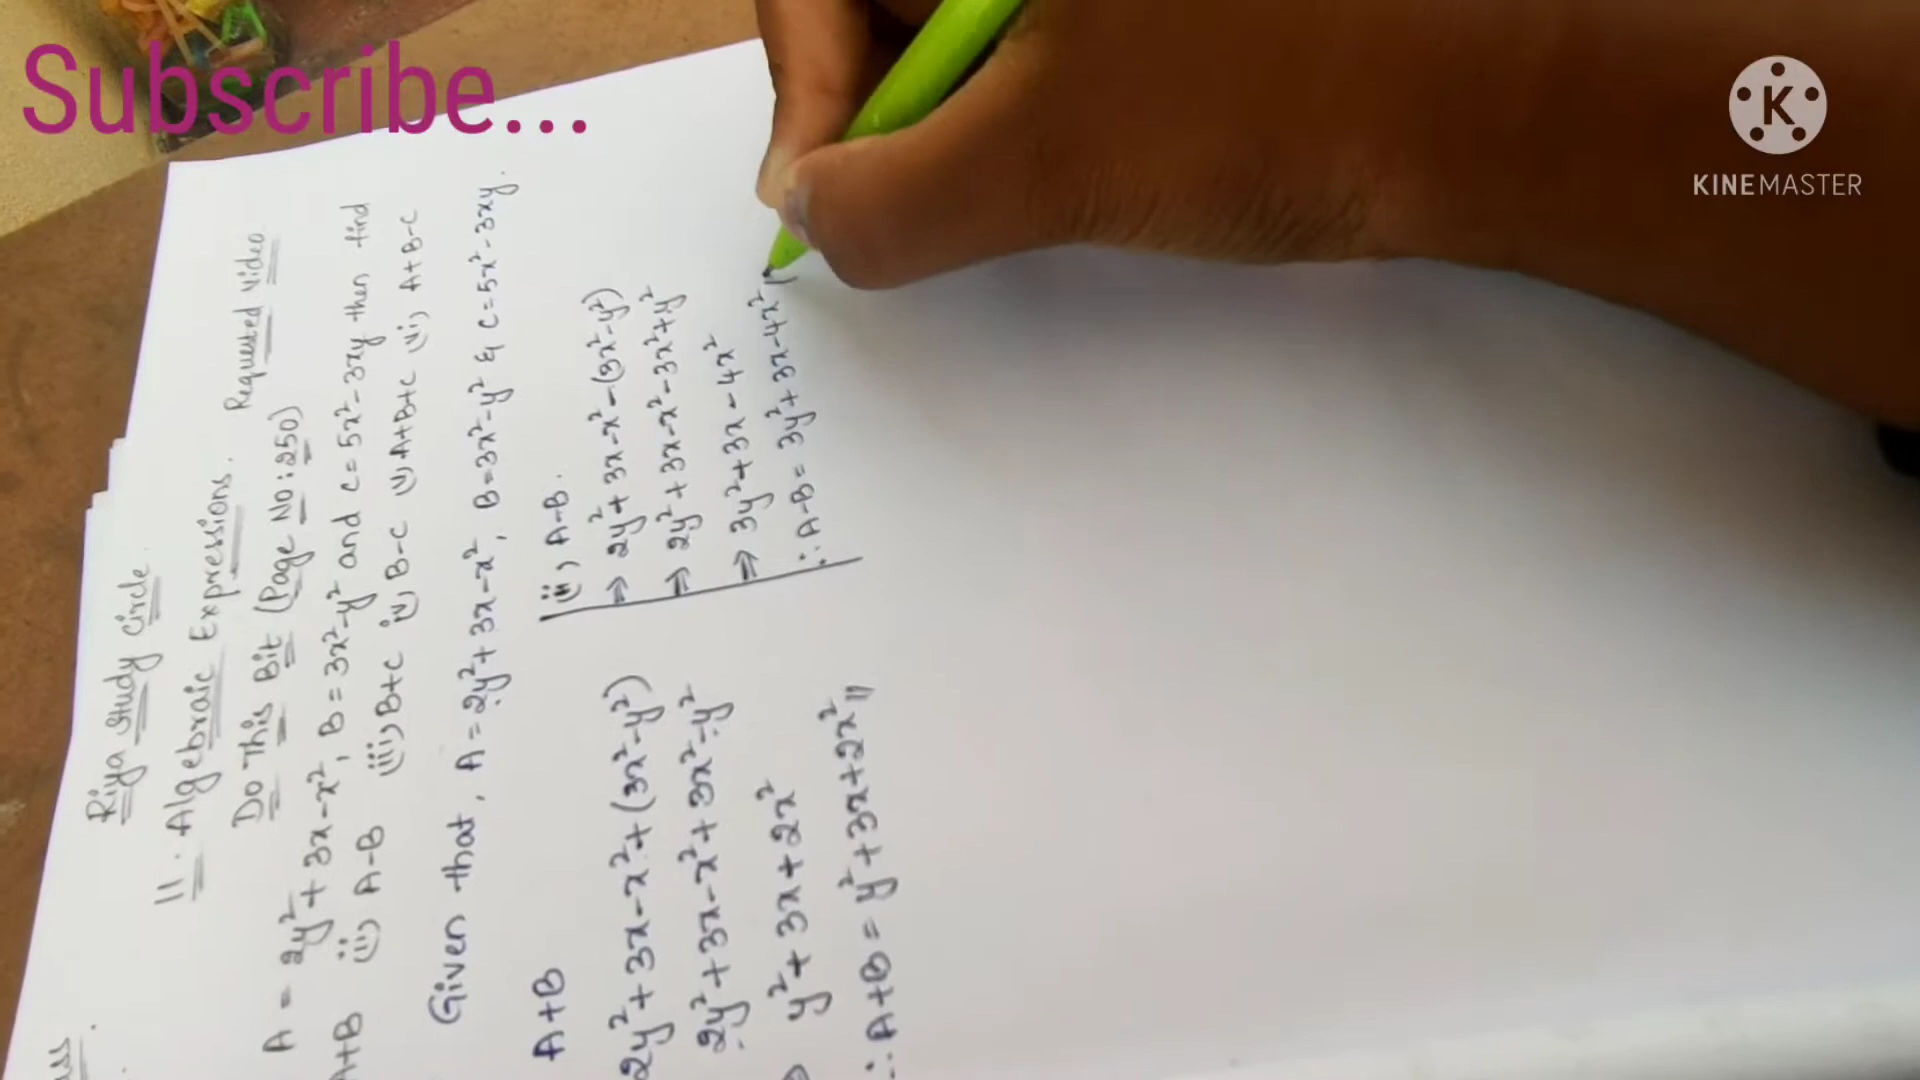 Subscribe...
KINEMASTER
Riya Study Circle.
11. Algebraic Expressions. Requested Video
Do This Bit (Page No: 250)
A = 2y² + 3x - x², B = 3x² - y² and C = 5x² - 3xy then find
A+B (ii) A-B (iii) B+C iv) B-C (v) A+B+C (vi) A+B-C
Given that, A = 2y² + 3x - x², B = 3x² - y² & C = 5x² - 3xy.
A+B
2y² + 3x - x² + (3x² - y²)
2y² + 3x - x² + 3x² - y²
y² + 3x + 2x²
∴ A+B = y² + 3x + 2x² //
(ii) A-B.
⇒ 2y² + 3x - x² - (3x² - y²)
⇒ 2y² + 3x - x² - 3x² + y²
⇒ 3y² + 3x - 4x²
∴ A-B = 3y² + 3x - 4x² /